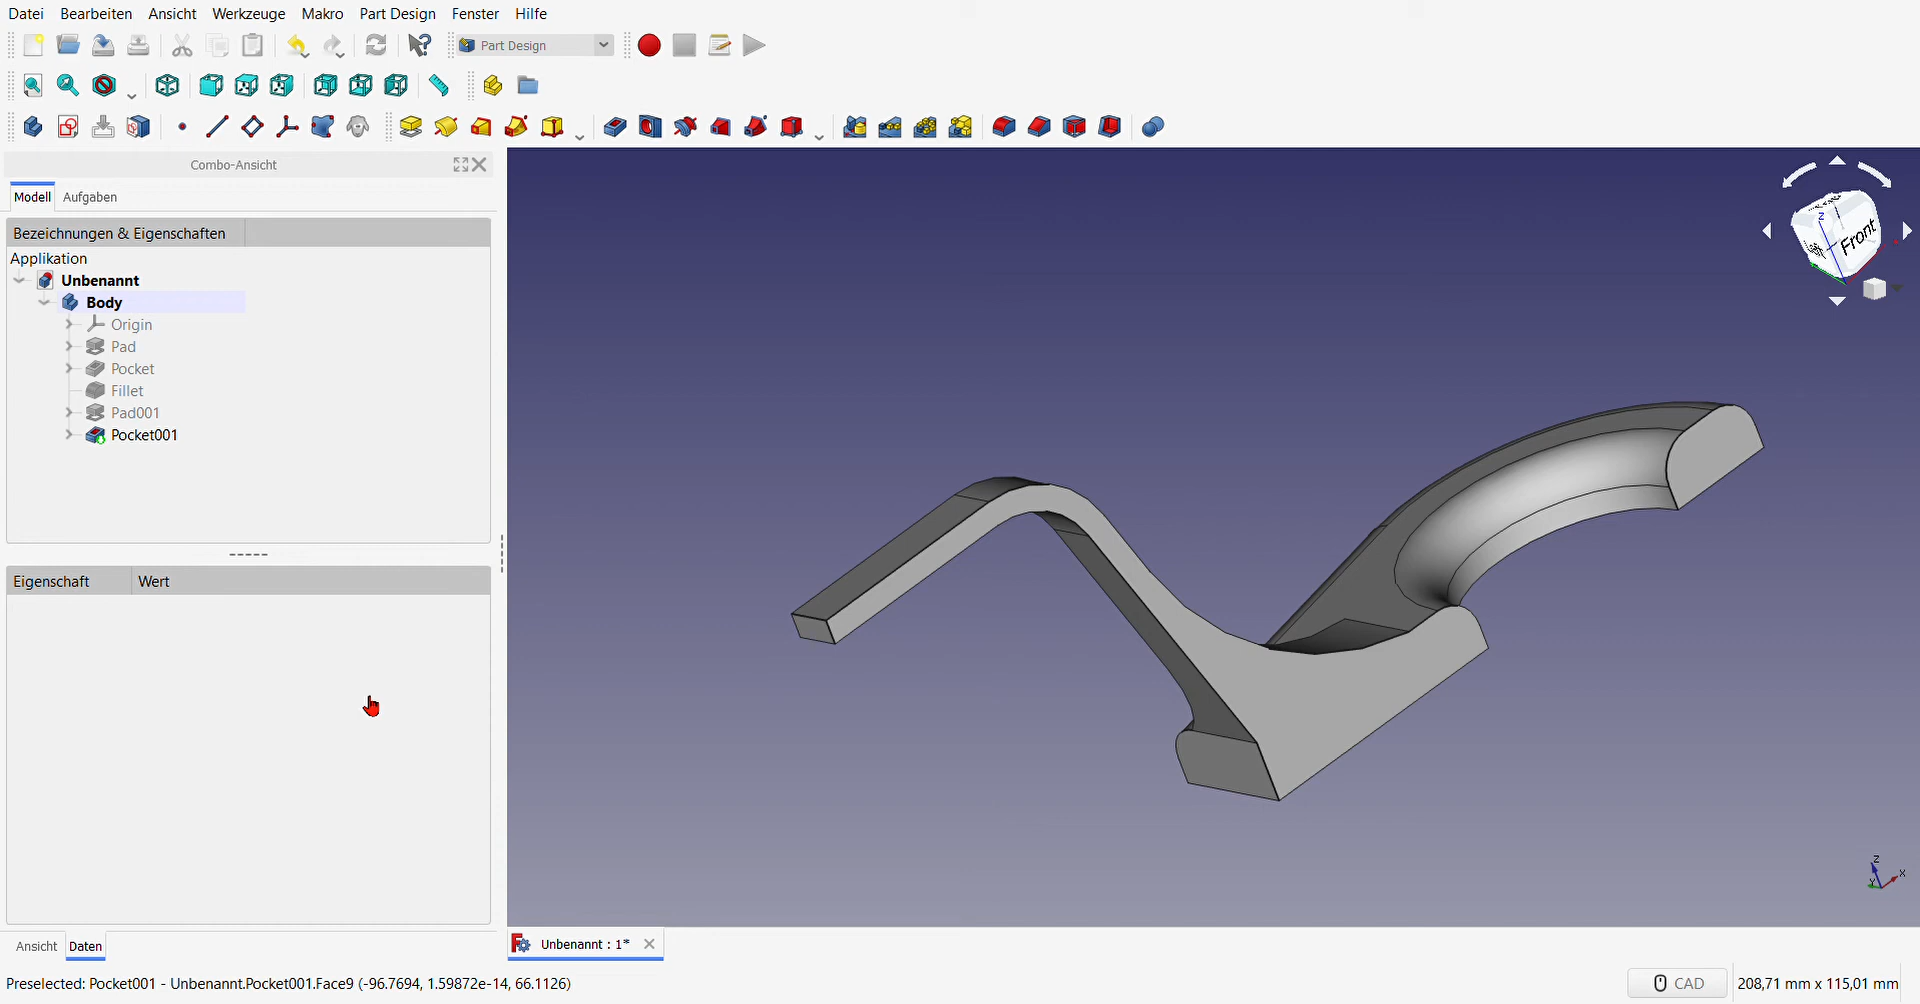 Datei Bearbeiten Ansicht Werkzeuge Makro Part Design Fenster Hilfe
Part Design
Combo-Ansicht
Modell Aufgaben
Bezeichnungen & Eigenschaften
Applikation
Unbenannt
Body
Origin
Pad
Pocket
Fillet
Pad001
Pocket001
Eigenschaft Wert
Ansicht Daten
Front
Z
Z
X
Y
Unbenannt : 1*
Preselected: Pocket001 - Unbenannt.Pocket001.Face9 (-96.7694, 1.59872e-14, 66.1126)
CAD
208,71 mm x 115,01 mm